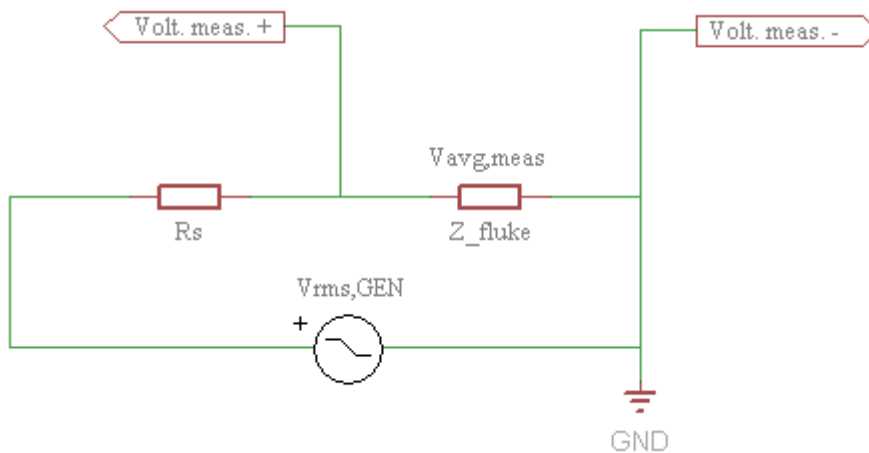 Volt. meas. +
Volt. meas. -
Vavg,meas
Rs
Z_fluke
Vrms,GEN
+
GND